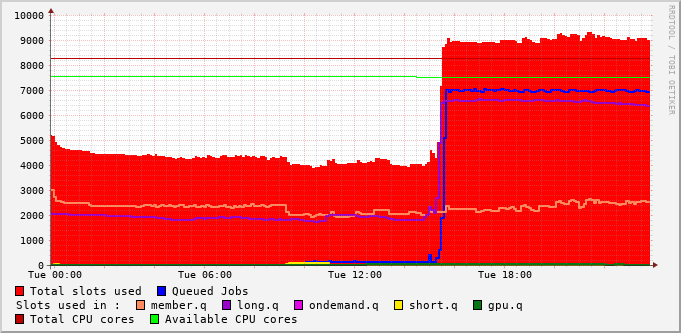 10000
9000
8000
7000
6000
5000
4000
3000
2000
1000
0
Tue 00:00 Tue 06:00 Tue 12:00 Tue 18:00
Total slots used Queued Jobs
Slots used in : member.q long.q ondemand.q short.q gpu.q
Total CPU cores Available CPU cores
RRDTOOL / TOBI OETIKER